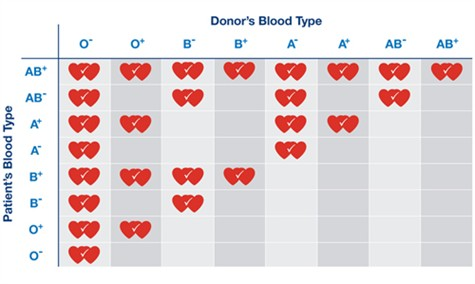 Donor's Blood Type
O- O+ B- B+ A- A+ AB- AB+
Patient's Blood Type
AB+
AB-
A+
A-
B+
B-
O+
O-